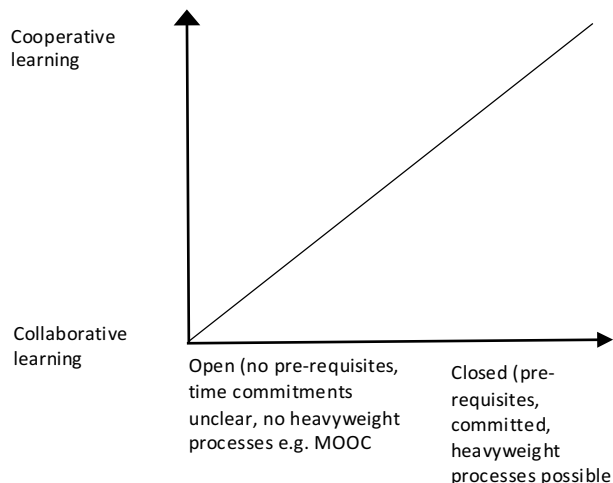 Cooperative
learning
Collaborative
learning
Open (no pre-requisites,
time commitments
unclear, no heavyweight
processes e.g. MOOC
Closed (pre-
requisites,
committed,
heavyweight
processes possible